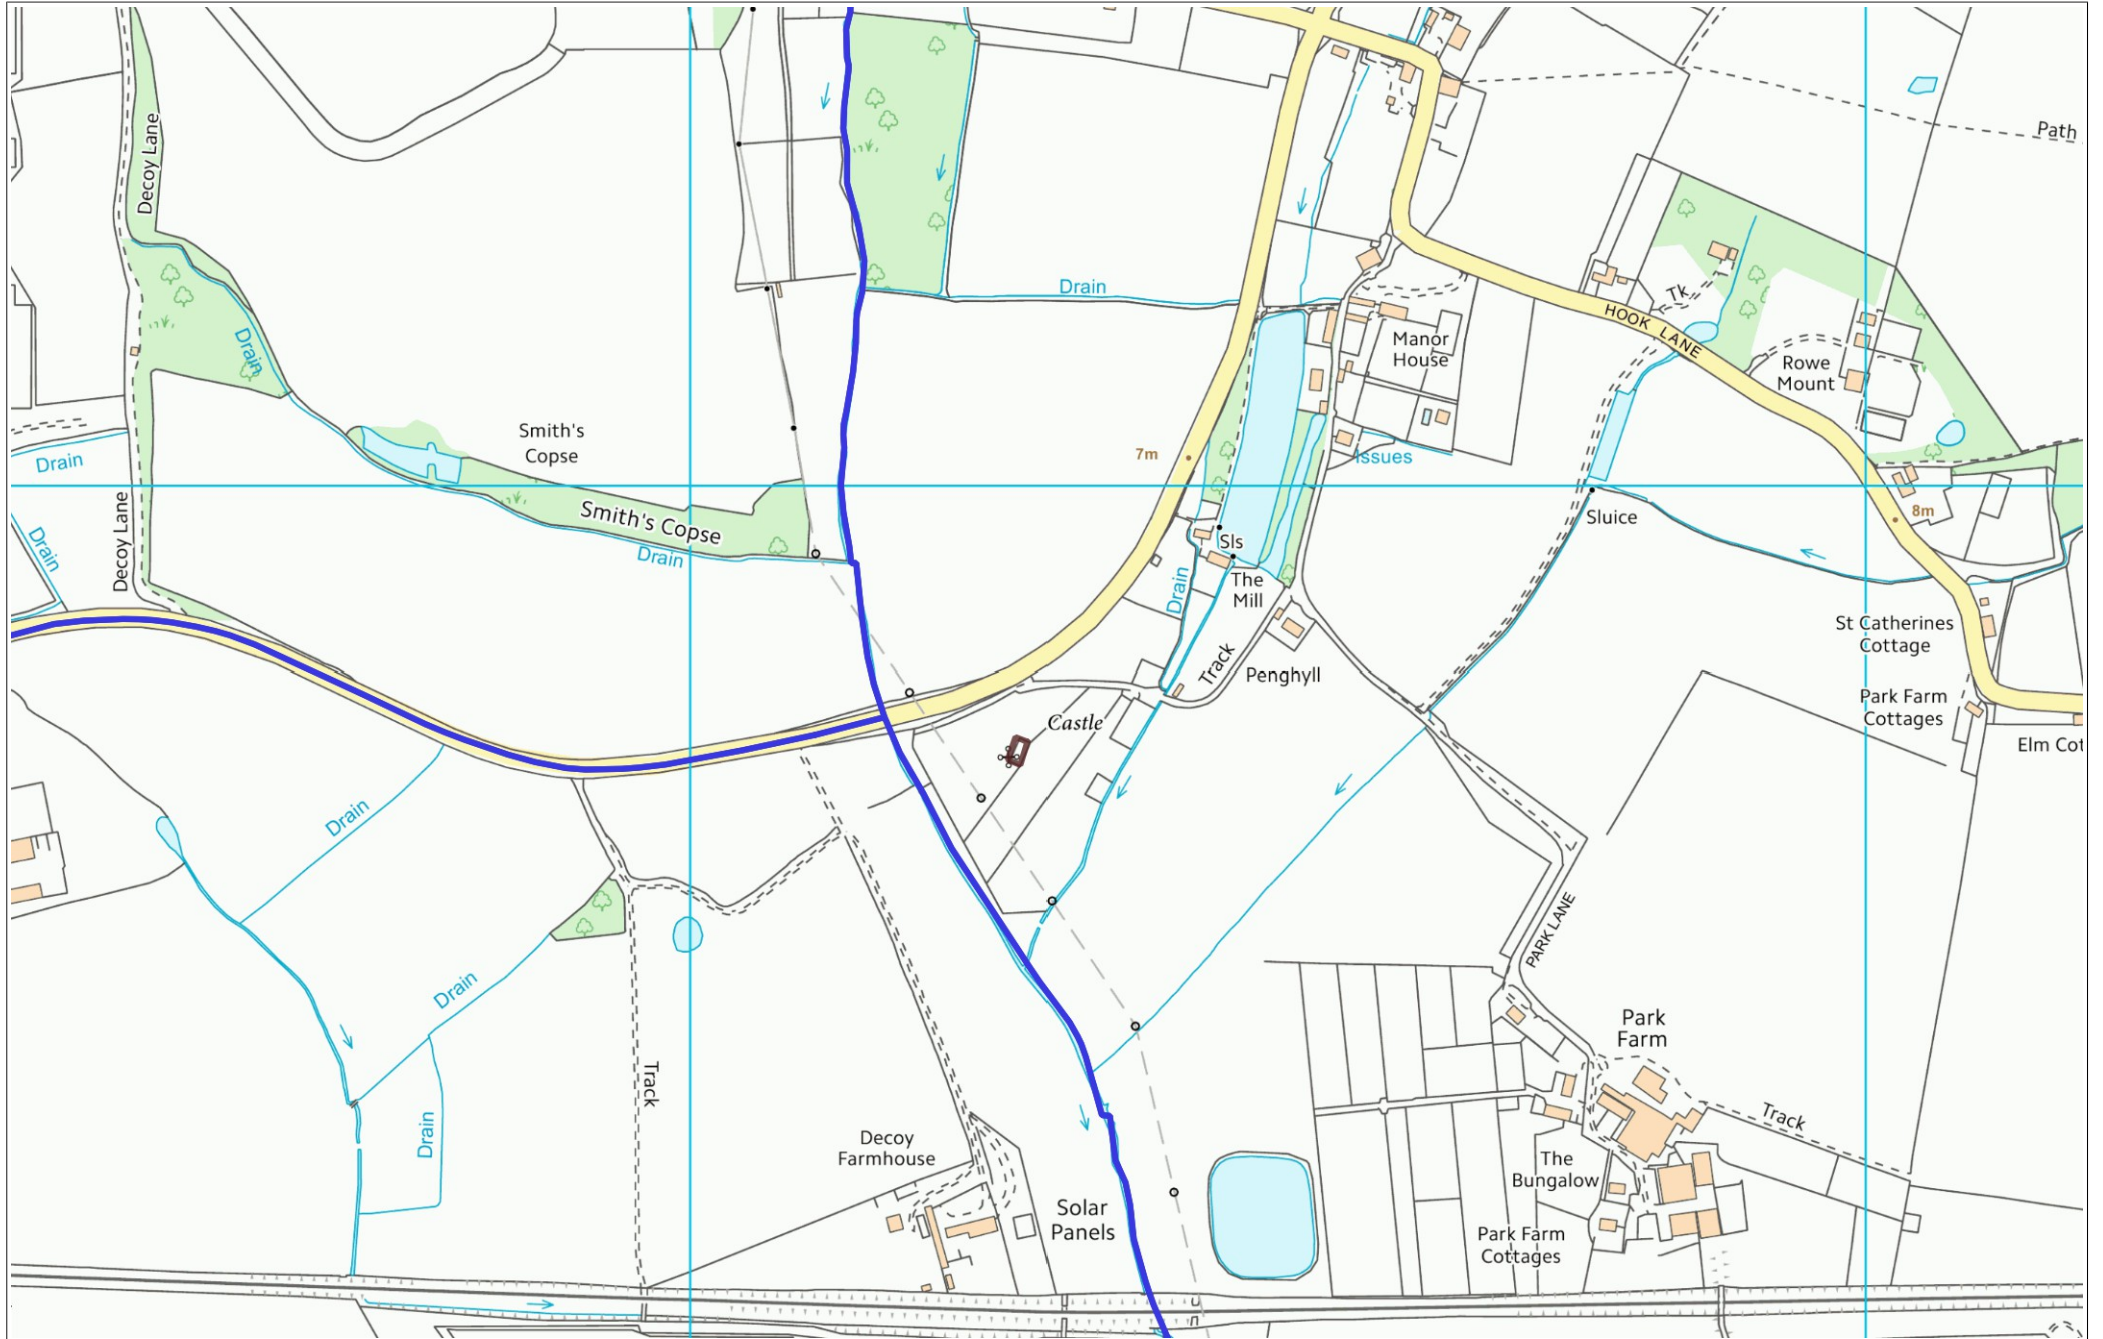 Decoy Lane
Path
Drain
Tk
HOOK LANE
Manor
House
Rowe
Mount
Drain
Smith's
Copse
7m
Issues
Drain
Decoy Lane
Smith's Copse
Drain
Drain
Sluice
8m
Sls
The
Mill
Drain
St Catherines
Cottage
Track
Penghyll
Park Farm
Cottages
Castle
Elm Cot
Drain
PARK LANE
Drain
Park
Farm
Track
Drain
Track
Decoy
Farmhouse
The
Bungalow
Solar
Panels
Park Farm
Cottages